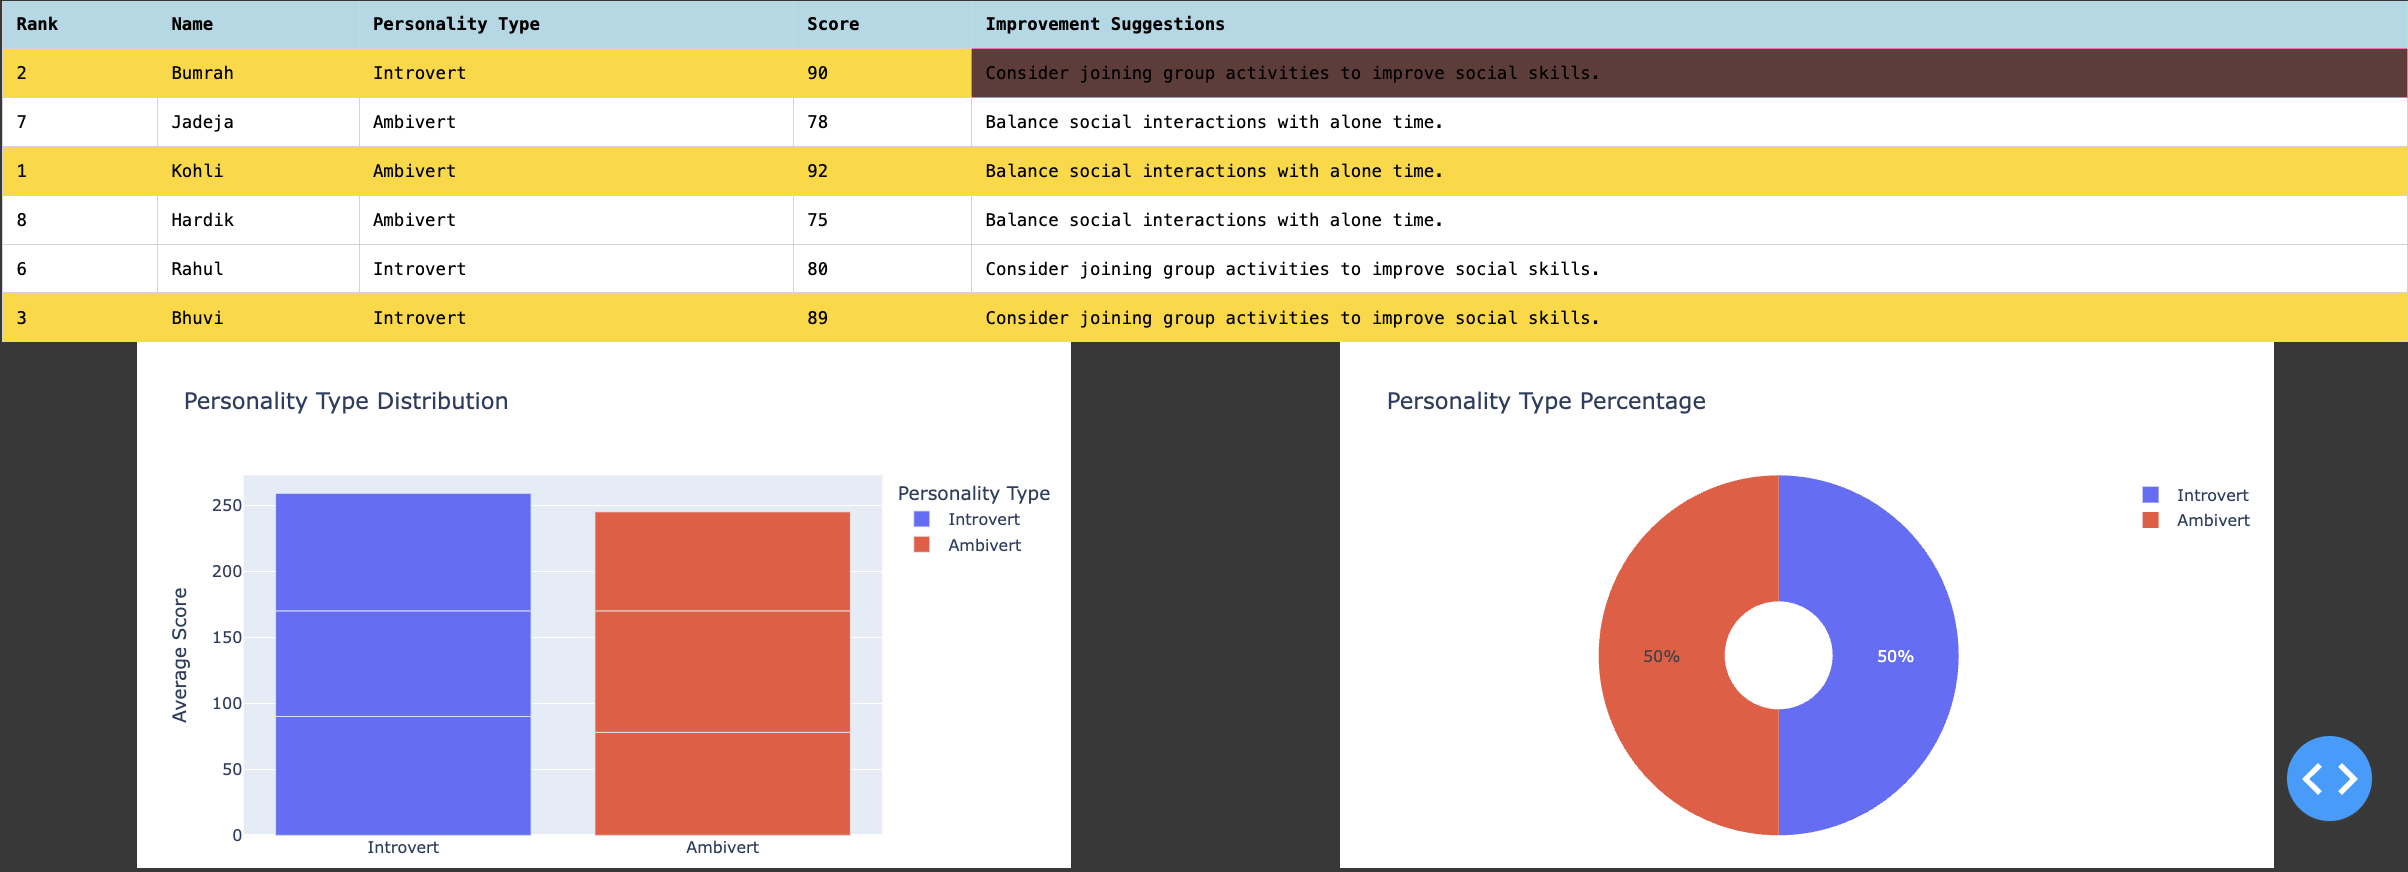 Rank Name Personality Type Score Improvement Suggestions
2 Bumrah Introvert 90 Consider joining group activities to improve social skills.
7 Jadeja Ambivert 78 Balance social interactions with alone time.
1 Kohli Ambivert 92 Balance social interactions with alone time.
8 Hardik Ambivert 75 Balance social interactions with alone time.
6 Rahul Introvert 80 Consider joining group activities to improve social skills.
3 Bhuvi Introvert 89 Consider joining group activities to improve social skills.
Personality Type Distribution
Average Score
250
200
150
100
50
0
Introvert Ambivert
Personality Type
Introvert
Ambivert
Personality Type Percentage
50% 50%
Introvert
Ambivert